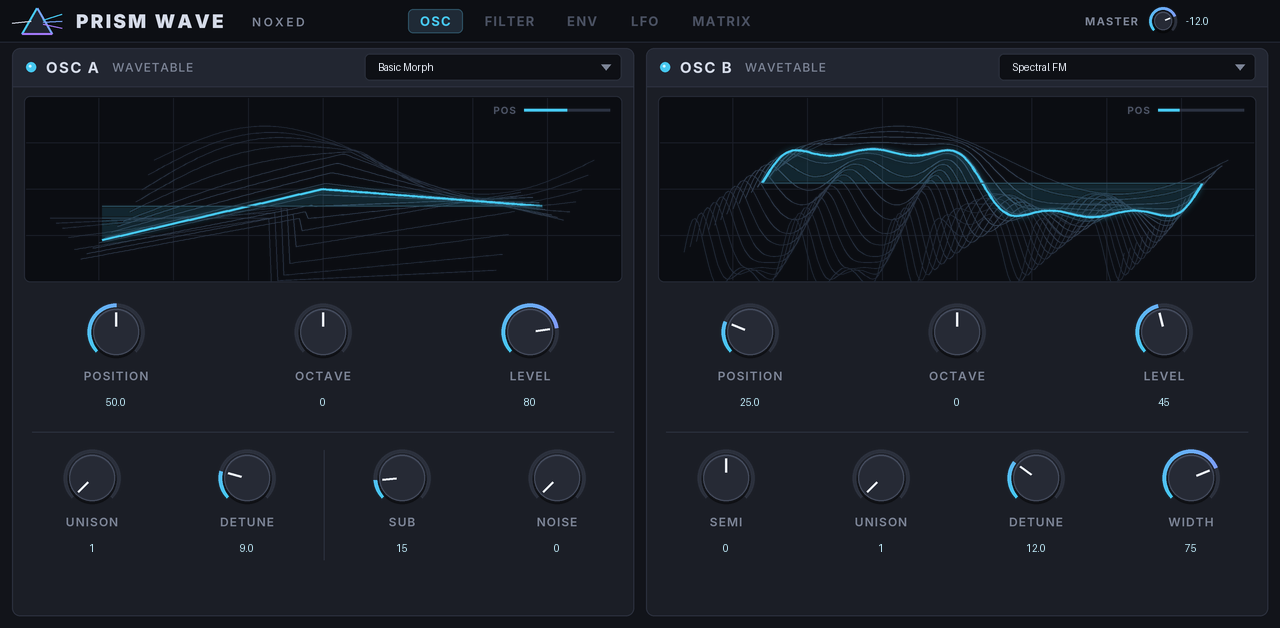 PRISM WAVE NOXED OSC FILTER ENV LFO MATRIX MASTER -12.0
OSC A WAVETABLE Basic Morph
POS
POSITION OCTAVE LEVEL
50.0 0 80
UNISON DETUNE SUB NOISE
1 9.0 15 0
OSC B WAVETABLE Spectral FM
POS
POSITION OCTAVE LEVEL
25.0 0 45
SEMI UNISON DETUNE WIDTH
0 1 12.0 75